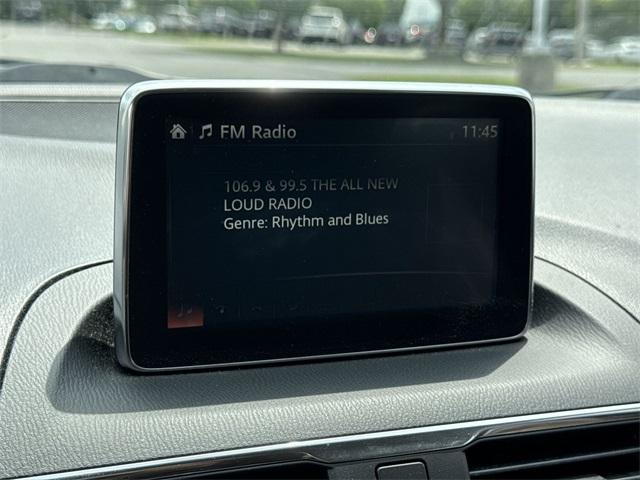 FM Radio 11:45
106.9 & 99.5 THE ALL NEW
LOUD RADIO
Genre: Rhythm and Blues